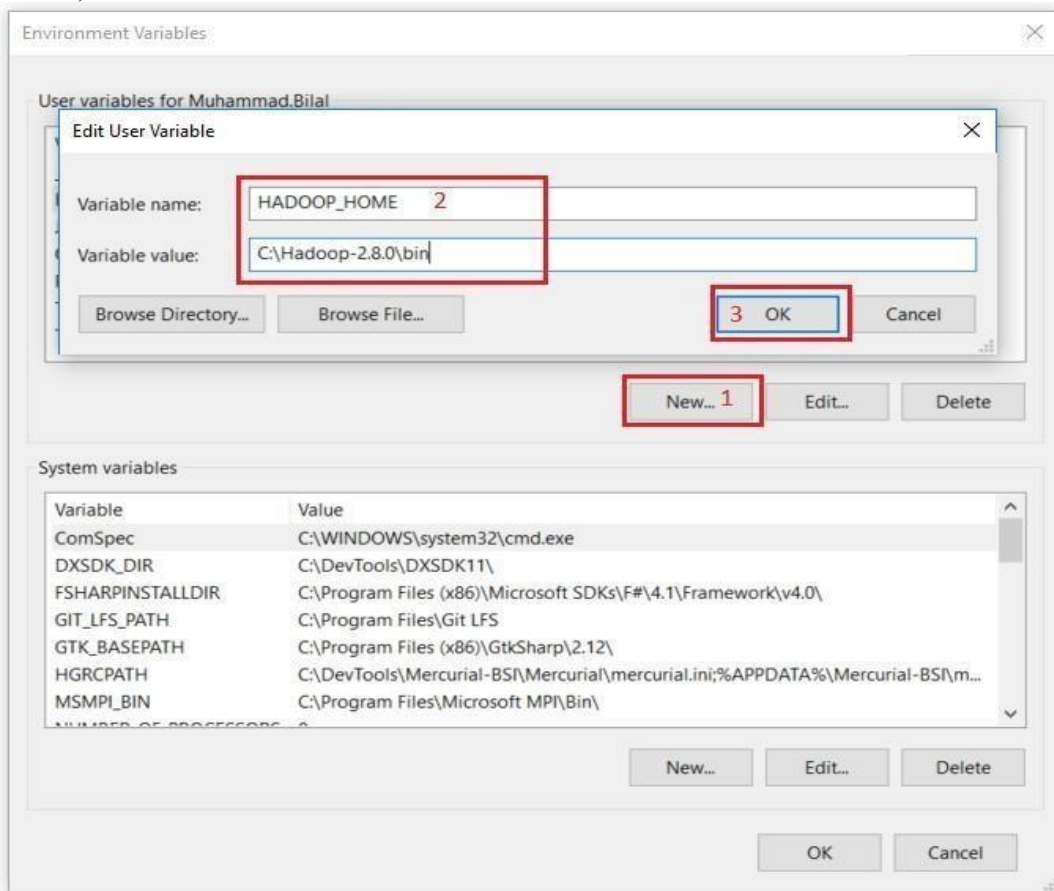 Environment Variables
User variables for Muhammad.Bilal
Edit User Variable
Variable name: HADOOP_HOME 2
Variable value: C:\Hadoop-2.8.0\bin
Browse Directory... Browse File... 3 OK Cancel
New... 1 Edit... Delete
System variables
Variable Value
ComSpec C:\WINDOWS\system32\cmd.exe
DXSDK_DIR C:\DevTools\DXSDK11\
FSHARPINSTALLDIR C:\Program Files (x86)\Microsoft SDKs\F#\4.1\Framework\v4.0\
GIT_LFS_PATH C:\Program Files\Git LFS
GTK_BASEPATH C:\Program Files (x86)\GtkSharp\2.12\
HGRCPATH C:\DevTools\Mercurial-BSI\Mercurial\mercurial.ini;%APPDATA%\Mercurial-BSI\m...
MSMPI_BIN C:\Program Files\Microsoft MPI\Bin\
NUMBER_OF_PROCESSORS
New... Edit... Delete
OK Cancel